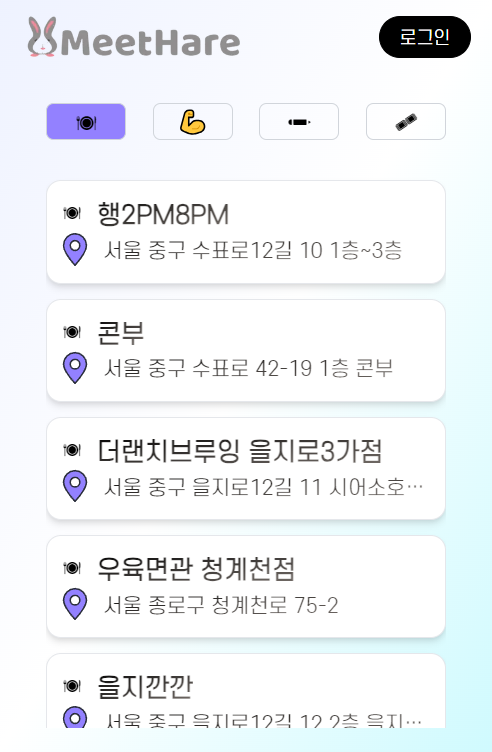 MeetHare
로그인
행2PM8PM
서울 중구 수표로12길 10 1층~3층
콘부
서울 중구 수표로 42-19 1층 콘부
더랜치브루잉 을지로3가점
서울 중구 을지로12길 11 시어소호…
우육면관 청계천점
서울 종로구 청계천로 75-2
을지깐깐
서울 중구 을지로12길 12 2층 을지…